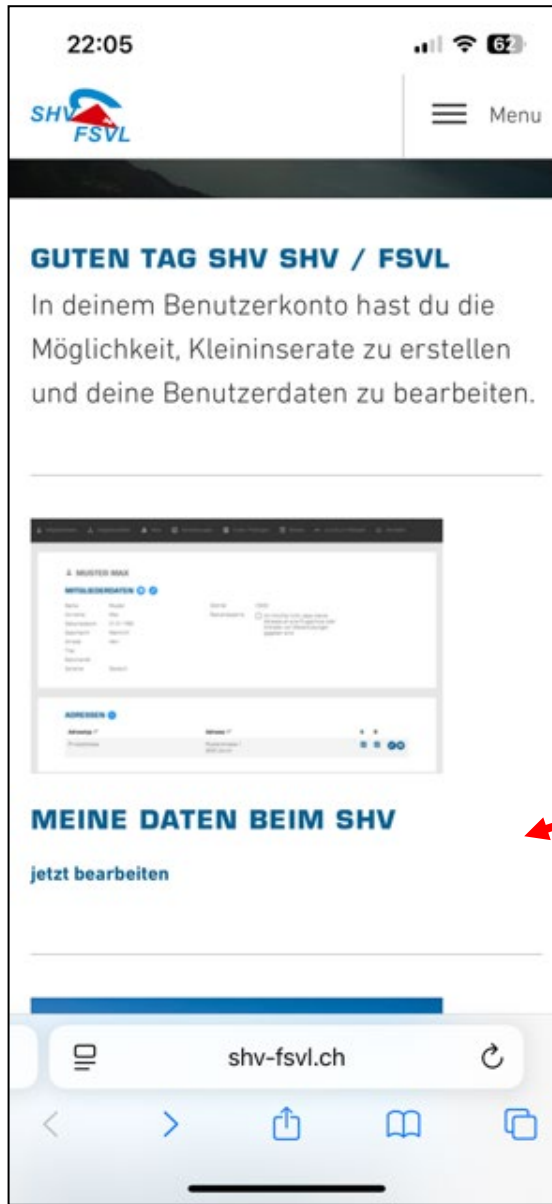 22:05
62
SHV
FSVL
Menu
GUTEN TAG SHV SHV / FSVL
In deinem Benutzerkonto hast du die
Möglichkeit, Kleininserate zu erstellen
und deine Benutzerdaten zu bearbeiten.
MUSTER MAX
MITGLIEDERDATEN
ADRESSEN
MEINE DATEN BEIM SHV
jetzt bearbeiten
shv-fsvl.ch